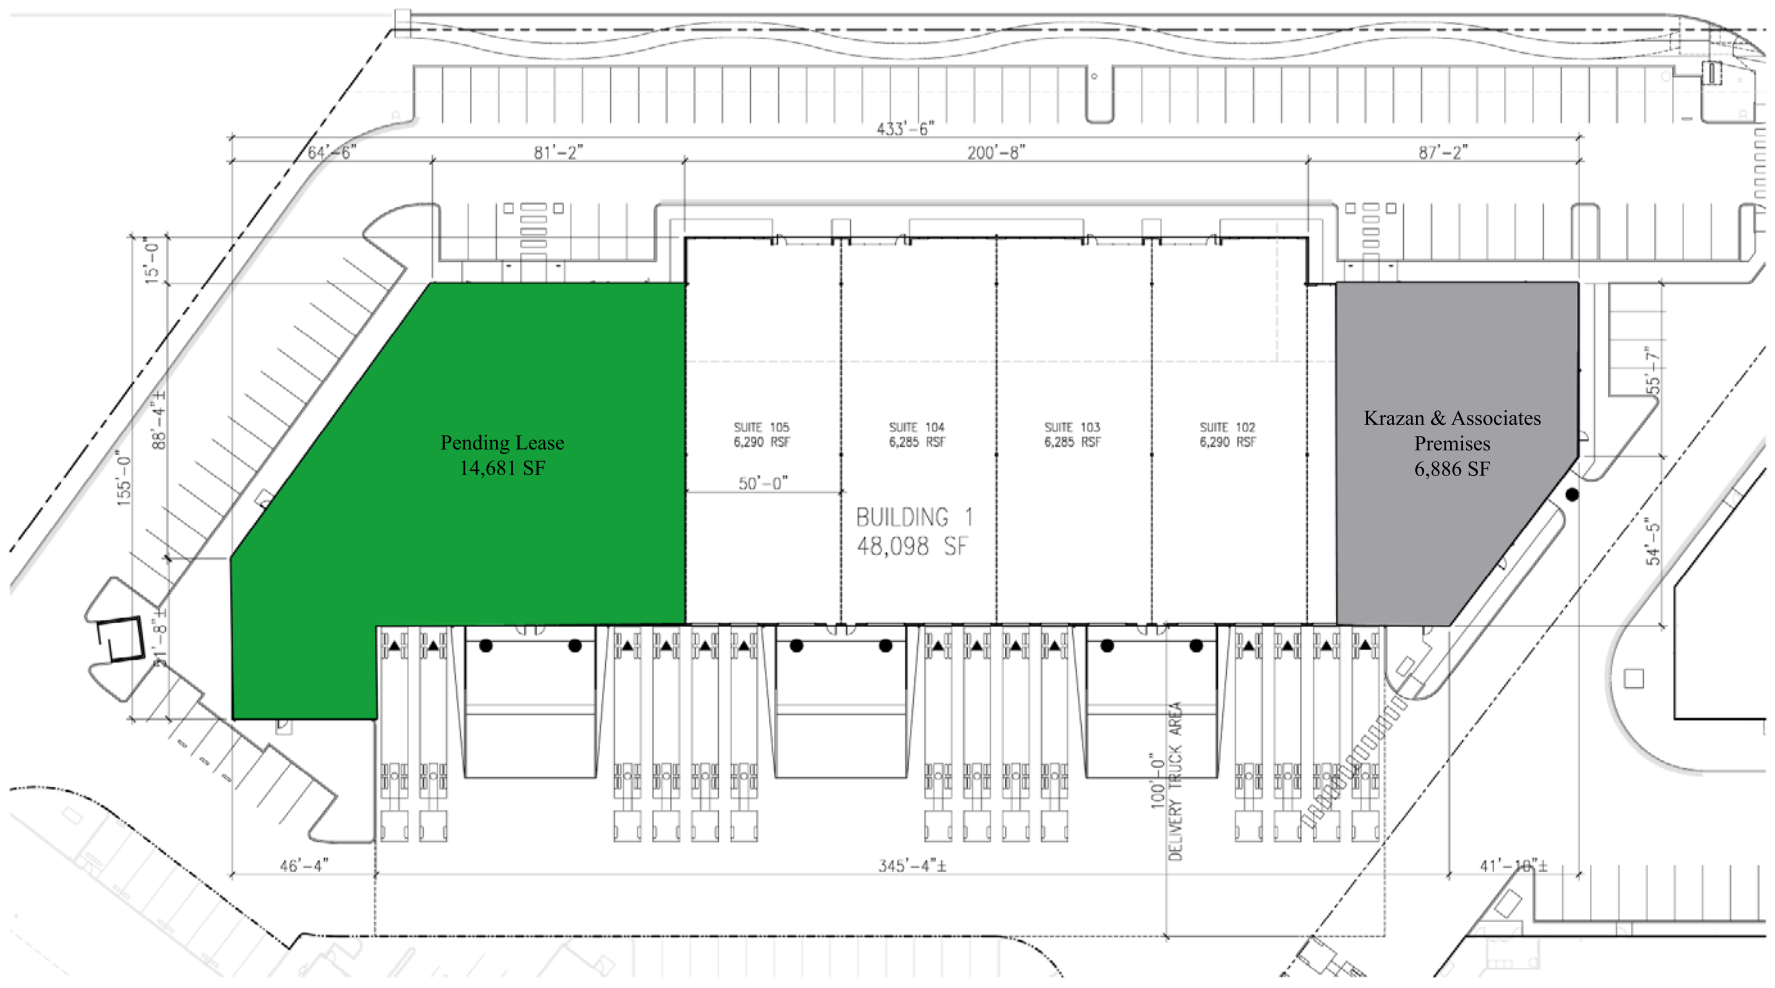 433'-6"
64'-6"
81'-2"
200'-8"
87'-2"
15'-0"
88'-4"±
155'-0"
31'-8"±
55'-7"
54'-5"
Pending Lease
14,681 SF
SUITE 105
6,290 RSF
SUITE 104
6,285 RSF
SUITE 103
6,285 RSF
SUITE 102
6,290 RSF
Krazan & Associates
Premises
6,886 SF
50'-0"
BUILDING 1
48,098 SF
100'-0"
DELIVERY TRUCK AREA
46'-4"
345'-4"±
41'-10"±